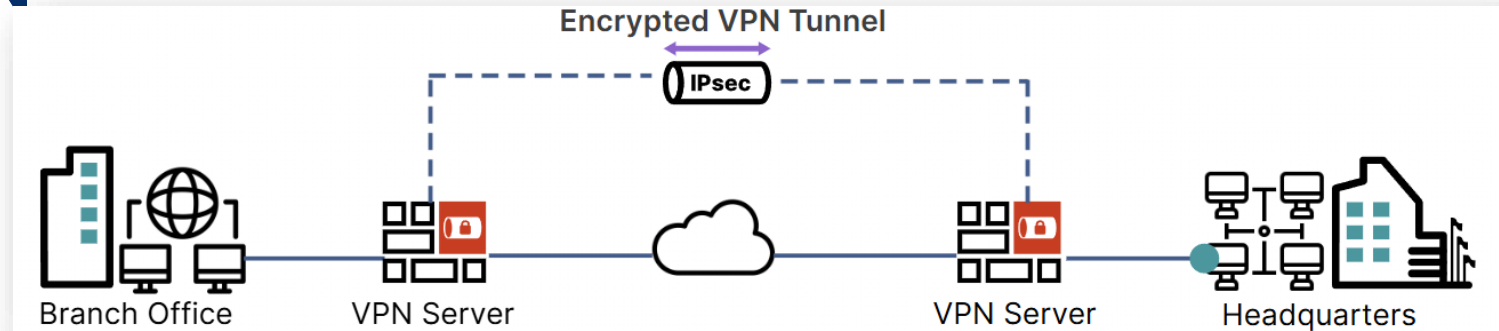 Encrypted VPN Tunnel
IPsec
Branch Office
VPN Server
VPN Server
Headquarters